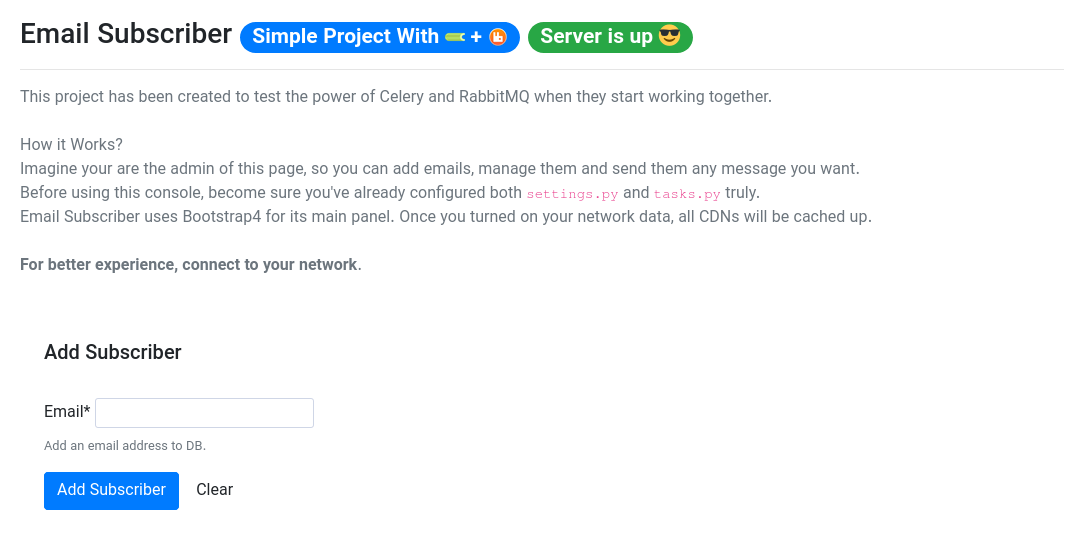 Email Subscriber Simple Project With + Server is up 😎
This project has been created to test the power of Celery and RabbitMQ when they start working together.
How it Works?
Imagine your are the admin of this page, so you can add emails, manage them and send them any message you want.
Before using this console, become sure you've already configured both settings.py and tasks.py truly.
Email Subscriber uses Bootstrap4 for its main panel. Once you turned on your network data, all CDNs will be cached up.
For better experience, connect to your network.
Add Subscriber
Email*
Add an email address to DB.
Add Subscriber Clear